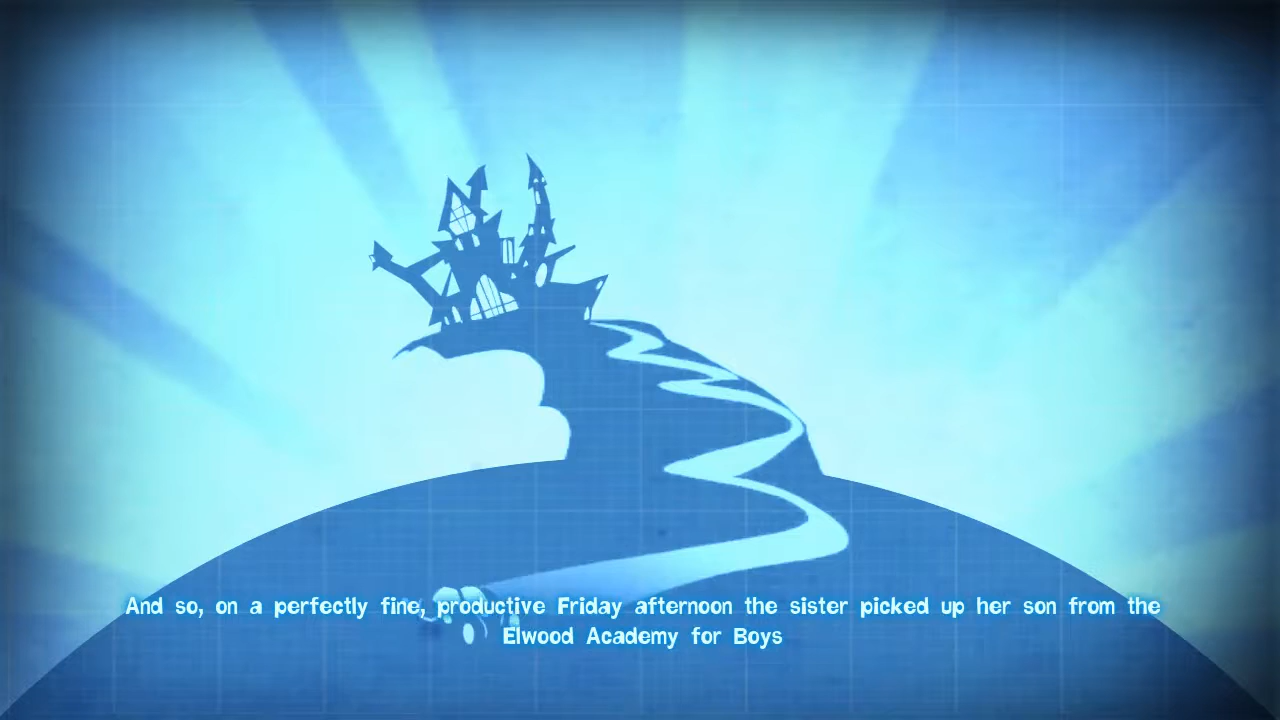 And so, on a perfectly fine, productive Friday afternoon the sister picked up her son from the
Elwood Academy for Boys